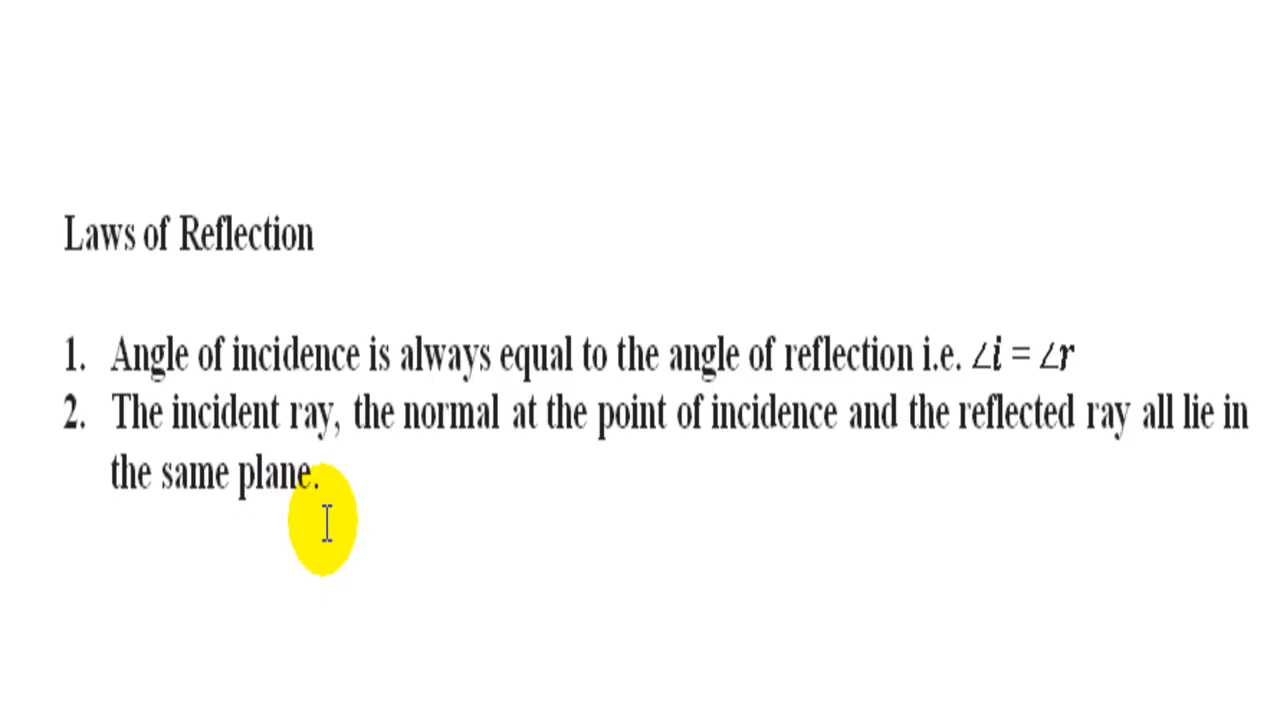 Laws of Reflection
1. Angle of incidence is always equal to the angle of reflection i.e. ∠i = ∠r
2. The incident ray, the normal at the point of incidence and the reflected ray all lie in
the same plane.